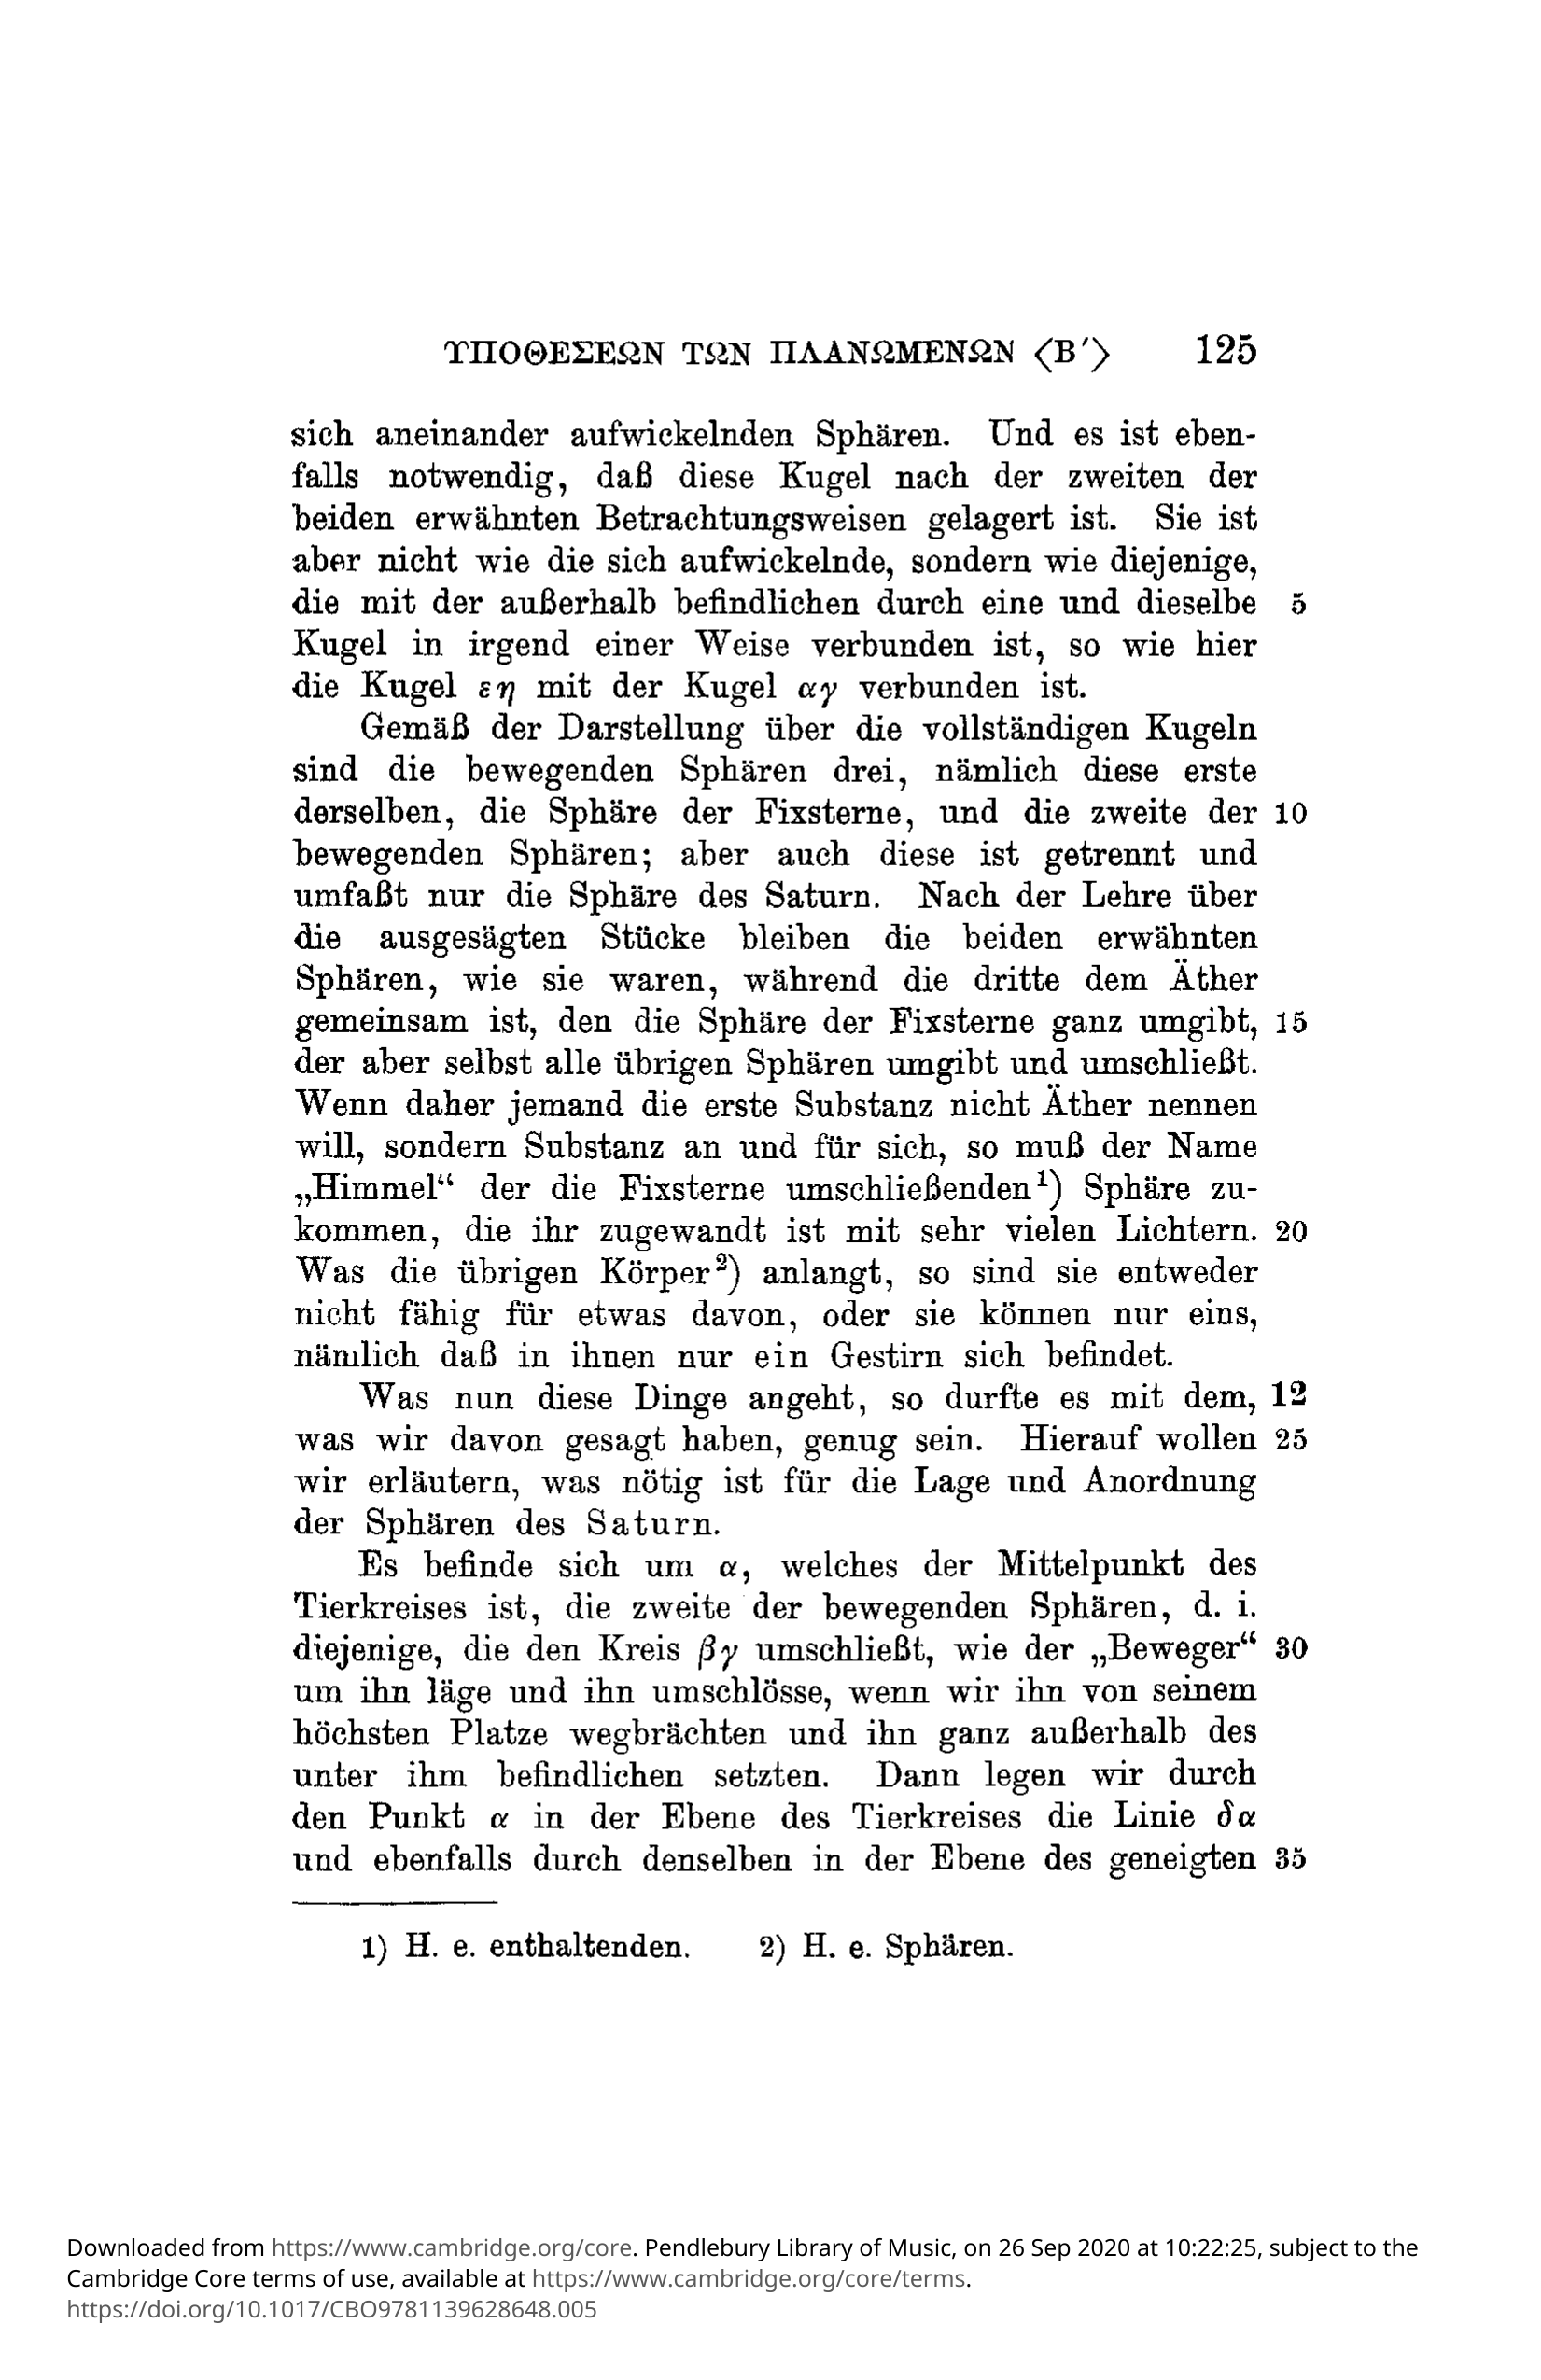 ΥΠΟΘΕΣΕΩΝ ΤΩΝ ΠΛΑΝΩΜΕΝΩΝ ⟨Β′⟩ 125
sich aneinander aufwickelnden Sphären. Und es ist eben-
falls notwendig, daß diese Kugel nach der zweiten der
beiden erwähnten Betrachtungsweisen gelagert ist. Sie ist
aber nicht wie die sich aufwickelnde, sondern wie diejenige,
die mit der außerhalb befindlichen durch eine und dieselbe 5
Kugel in irgend einer Weise verbunden ist, so wie hier
die Kugel εη mit der Kugel αγ verbunden ist.
Gemäß der Darstellung über die vollständigen Kugeln
sind die bewegenden Sphären drei, nämlich diese erste
derselben, die Sphäre der Fixsterne, und die zweite der 10
bewegenden Sphären; aber auch diese ist getrennt und
umfaßt nur die Sphäre des Saturn. Nach der Lehre über
die ausgesägten Stücke bleiben die beiden erwähnten
Sphären, wie sie waren, während die dritte dem Äther
gemeinsam ist, den die Sphäre der Fixsterne ganz umgibt, 15
der aber selbst alle übrigen Sphären umgibt und umschließt.
Wenn daher jemand die erste Substanz nicht Äther nennen
will, sondern Substanz an und für sich, so muß der Name
„Himmel“ der die Fixsterne umschließenden¹) Sphäre zu-
kommen, die ihr zugewandt ist mit sehr vielen Lichtern. 20
Was die übrigen Körper²) anlangt, so sind sie entweder
nicht fähig für etwas davon, oder sie können nur eins,
nämlich daß in ihnen nur ein Gestirn sich befindet.
Was nun diese Dinge angeht, so durfte es mit dem, 12
was wir davon gesagt haben, genug sein. Hierauf wollen 25
wir erläutern, was nötig ist für die Lage und Anordnung
der Sphären des Saturn.
Es befinde sich um α, welches der Mittelpunkt des
Tierkreises ist, die zweite der bewegenden Sphären, d. i.
diejenige, die den Kreis βγ umschließt, wie der „Beweger“ 30
um ihn läge und ihn umschlösse, wenn wir ihn von seinem
höchsten Platze wegbrächten und ihn ganz außerhalb des
unter ihm befindlichen setzten. Dann legen wir durch
den Punkt α in der Ebene des Tierkreises die Linie δα
und ebenfalls durch denselben in der Ebene des geneigten 35
1) H. e. enthaltenden. 2) H. e. Sphären.
Downloaded from https://www.cambridge.org/core. Pendlebury Library of Music, on 26 Sep 2020 at 10:22:25, subject to the
Cambridge Core terms of use, available at https://www.cambridge.org/core/terms.
https://doi.org/10.1017/CBO9781139628648.005